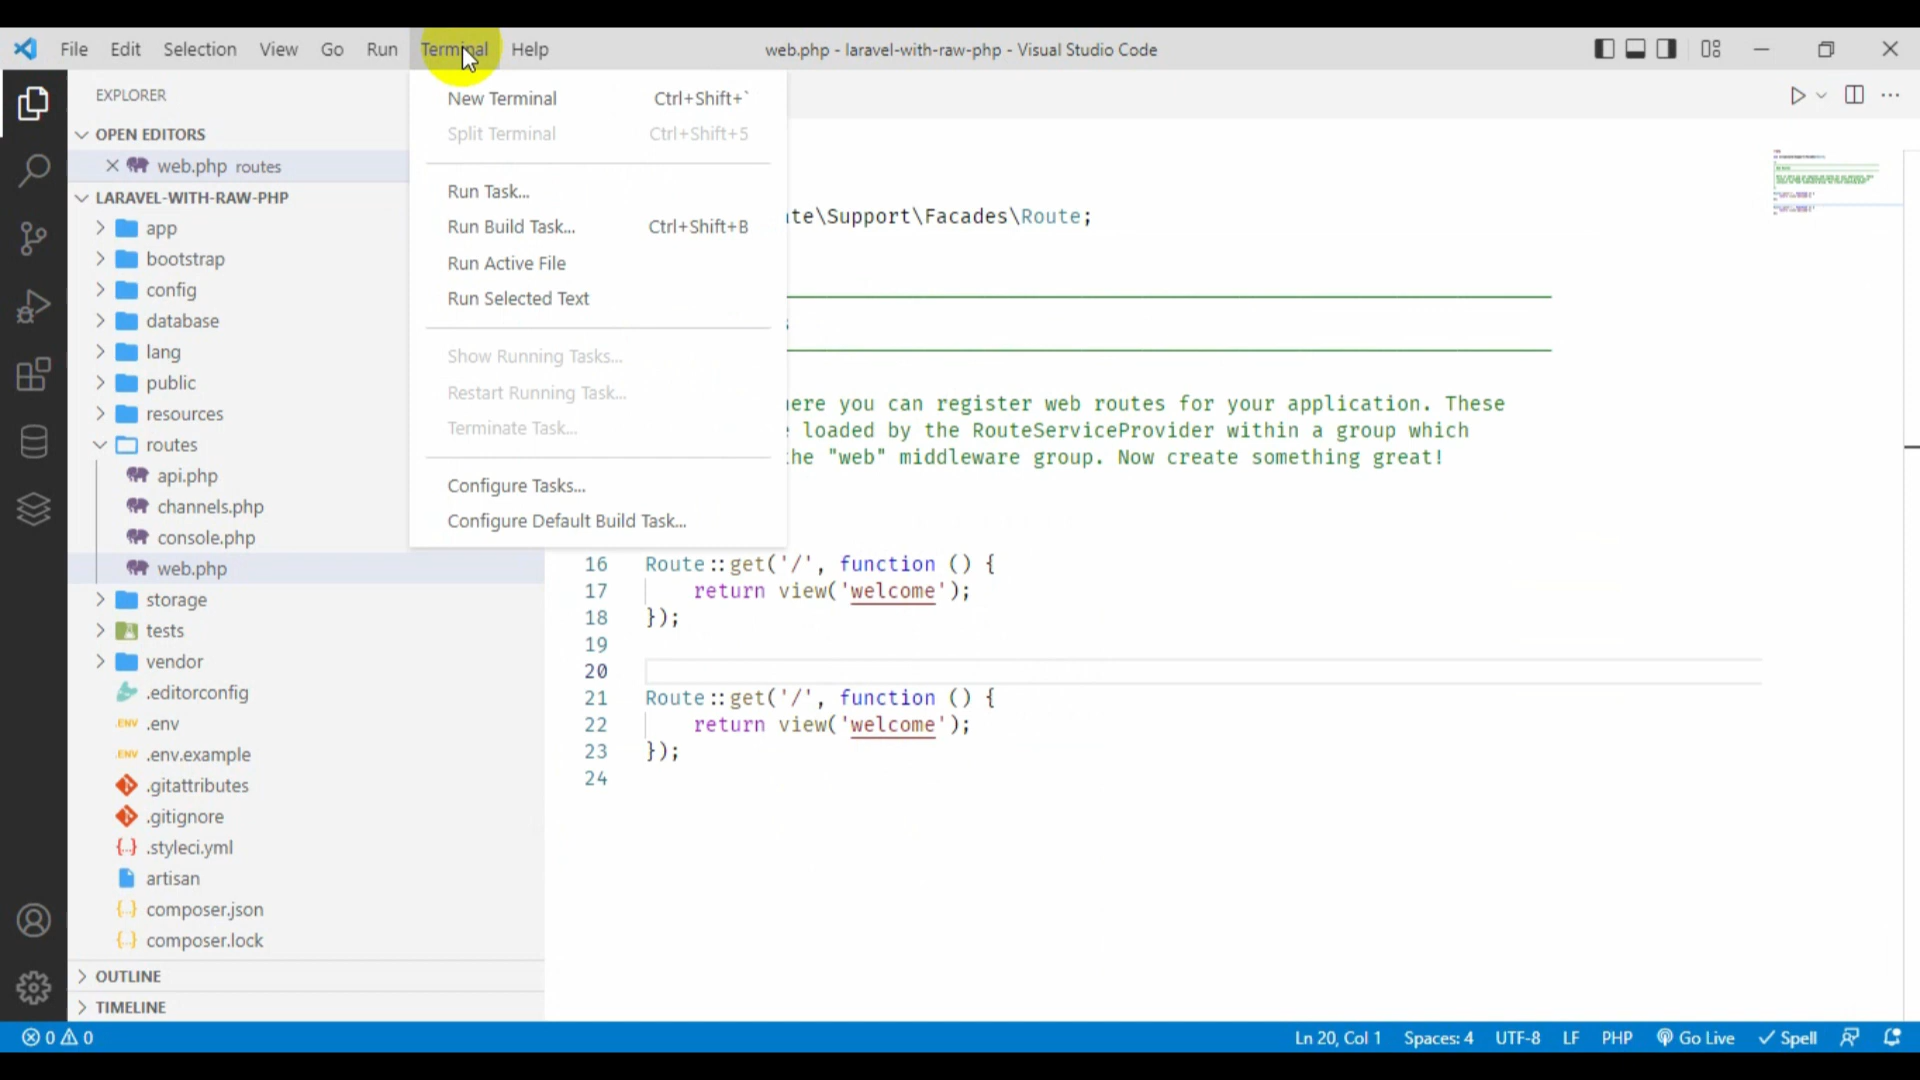 File Edit Selection View Go Run Terminal Help
web.php - laravel-with-raw-php - Visual Studio Code
EXPLORER
OPEN EDITORS
web.php routes
LARAVEL-WITH-RAW-PHP
app
bootstrap
config
database
lang
public
resources
routes
api.php
channels.php
console.php
web.php
storage
tests
vendor
.editorconfig
.ENV .env
.ENV .env.example
.gitattributes
.gitignore
{..} .styleci.yml
artisan
{..} composer.json
{..} composer.lock
OUTLINE
TIMELINE
New Terminal Ctrl+Shift+`
Split Terminal Ctrl+Shift+5
Run Task...
Run Build Task... Ctrl+Shift+B
Run Active File
Run Selected Text
Show Running Tasks...
Restart Running Task...
Terminate Task...
Configure Tasks...
Configure Default Build Task...
te\Support\Facades\Route;
ere you can register web routes for your application. These
loaded by the RouteServiceProvider within a group which
he "web" middleware group. Now create something great!
16 Route::get('/', function () {
17 return view('welcome');
18 });
19
20
21 Route::get('/', function () {
22 return view('welcome');
23 });
24
0 0
Ln 20, Col 1 Spaces: 4 UTF-8 LF PHP Go Live Spell